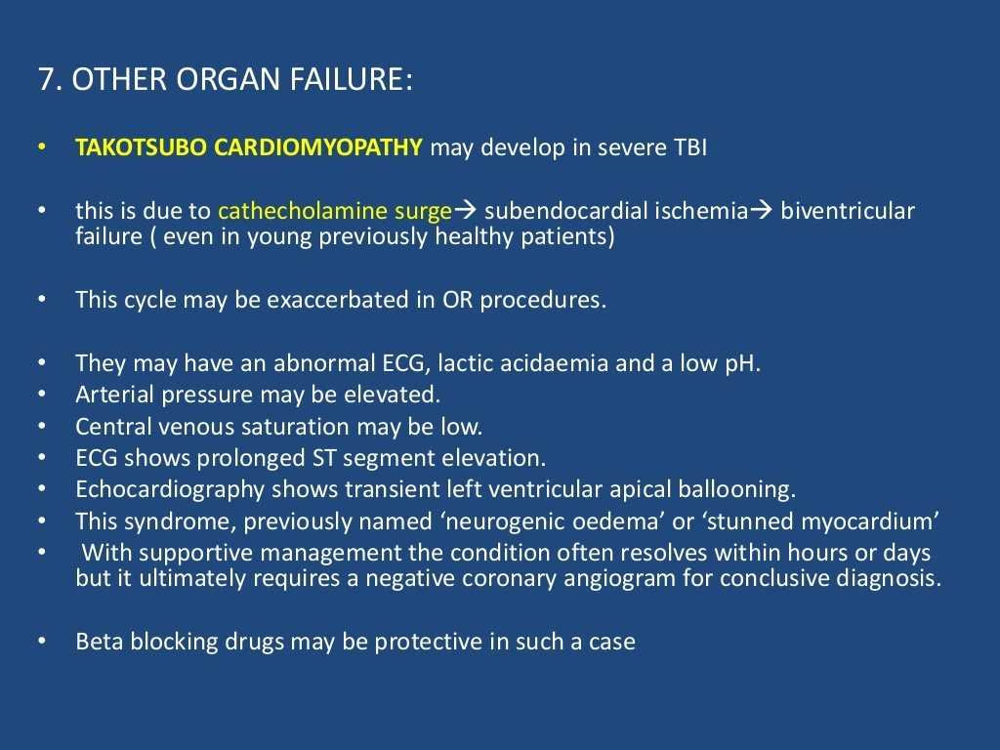 7. OTHER ORGAN FAILURE:
• TAKOTSUBO CARDIOMYOPATHY may develop in severe TBI
• this is due to cathecholamine surge→ subendocardial ischemia→ biventricular
failure ( even in young previously healthy patients)
• This cycle may be exaccerbated in OR procedures.
• They may have an abnormal ECG, lactic acidaemia and a low pH.
• Arterial pressure may be elevated.
• Central venous saturation may be low.
• ECG shows prolonged ST segment elevation.
• Echocardiography shows transient left ventricular apical ballooning.
• This syndrome, previously named ‘neurogenic oedema’ or ‘stunned myocardium’
• With supportive management the condition often resolves within hours or days
but it ultimately requires a negative coronary angiogram for conclusive diagnosis.
• Beta blocking drugs may be protective in such a case